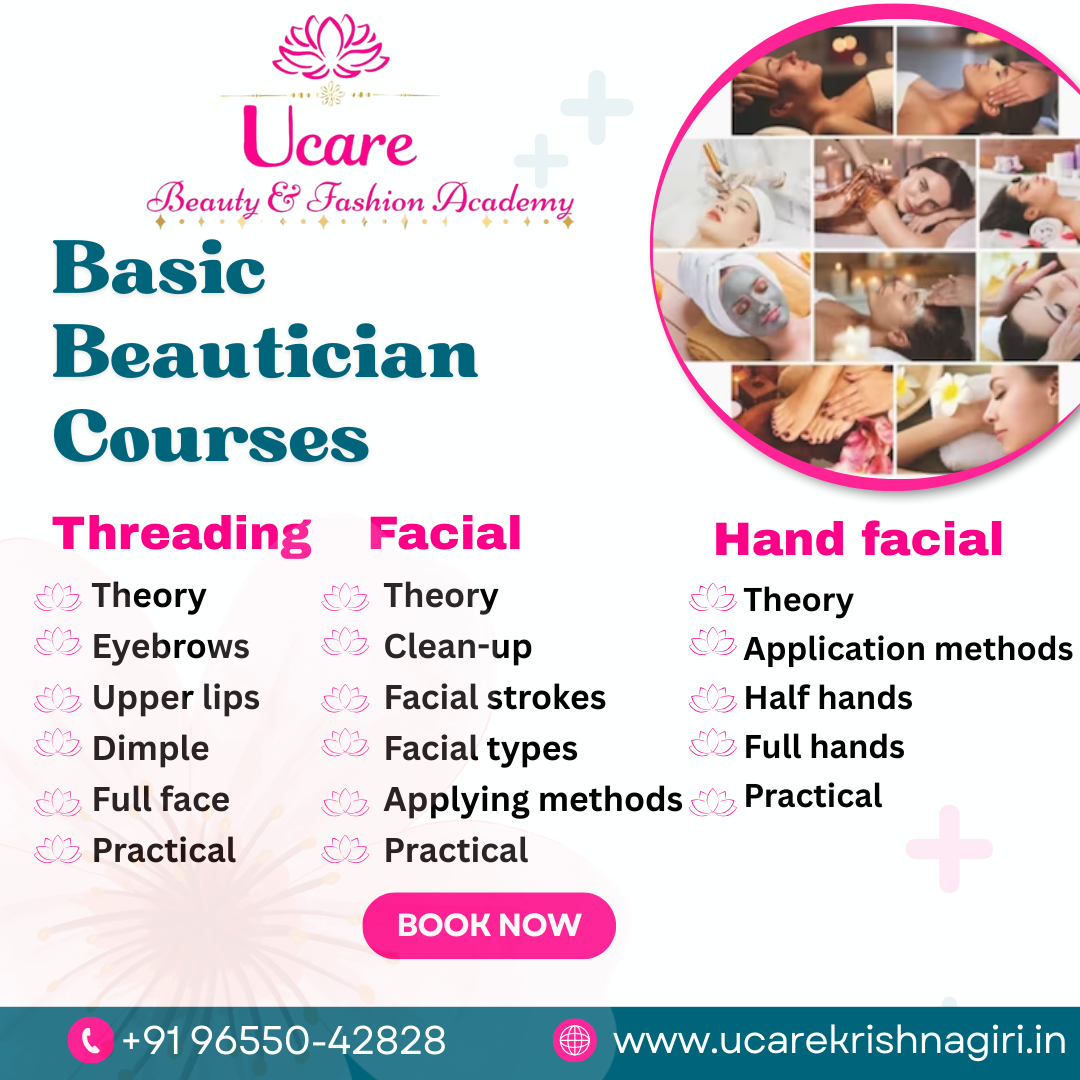 Ucare
Beauty & Fashion Academy
Basic
Beautician
Courses
Threading
Theory
Eyebrows
Upper lips
Dimple
Full face
Practical
Facial
Theory
Clean-up
Facial strokes
Facial types
Applying methods
Practical
Hand facial
Theory
Application methods
Half hands
Full hands
Practical
BOOK NOW
+91 96550-42828
www.ucarekrishnagiri.in